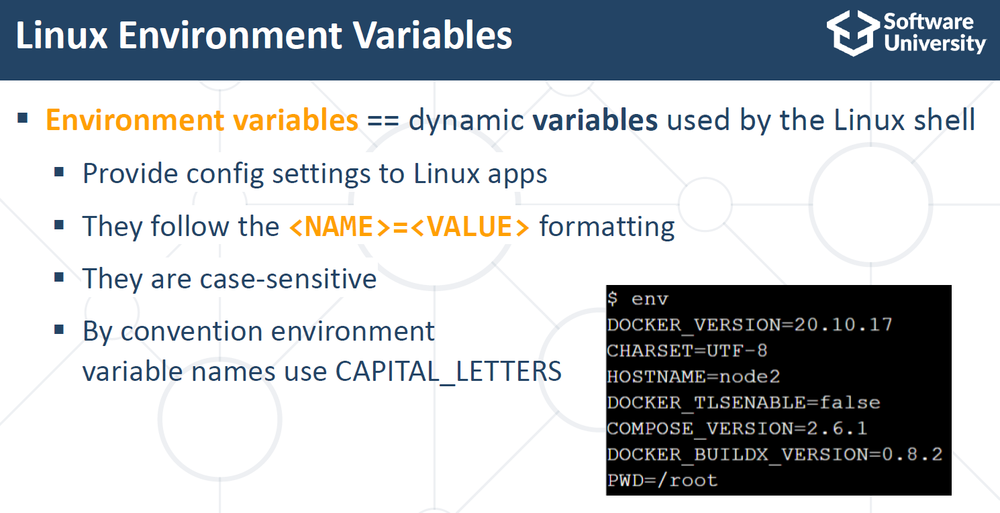 Linux Environment Variables
Software
University
▪ Environment variables == dynamic variables used by the Linux shell
▪ Provide config settings to Linux apps
▪ They follow the <NAME>=<VALUE> formatting
▪ They are case-sensitive
▪ By convention environment
variable names use CAPITAL_LETTERS
$ env
DOCKER_VERSION=20.10.17
CHARSET=UTF-8
HOSTNAME=node2
DOCKER_TLSENABLE=false
COMPOSE_VERSION=2.6.1
DOCKER_BUILDX_VERSION=0.8.2
PWD=/root